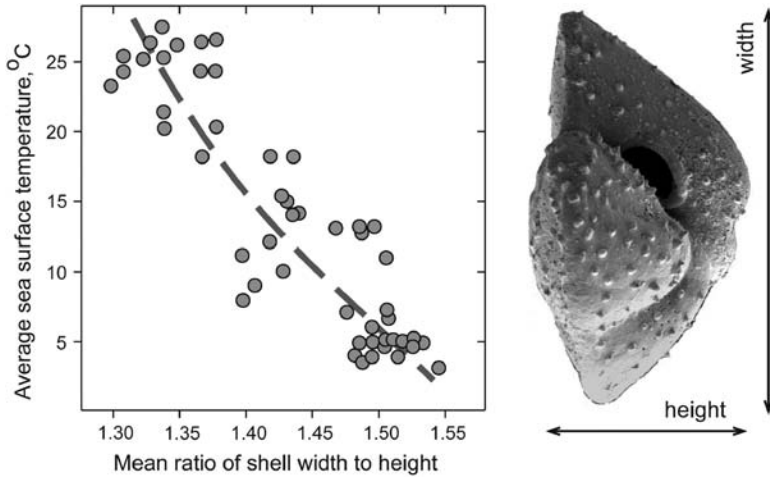 Average sea surface temperature, °C
25
20
15
10
5
1.30 1.35 1.40 1.45 1.50 1.55
Mean ratio of shell width to height
width
height